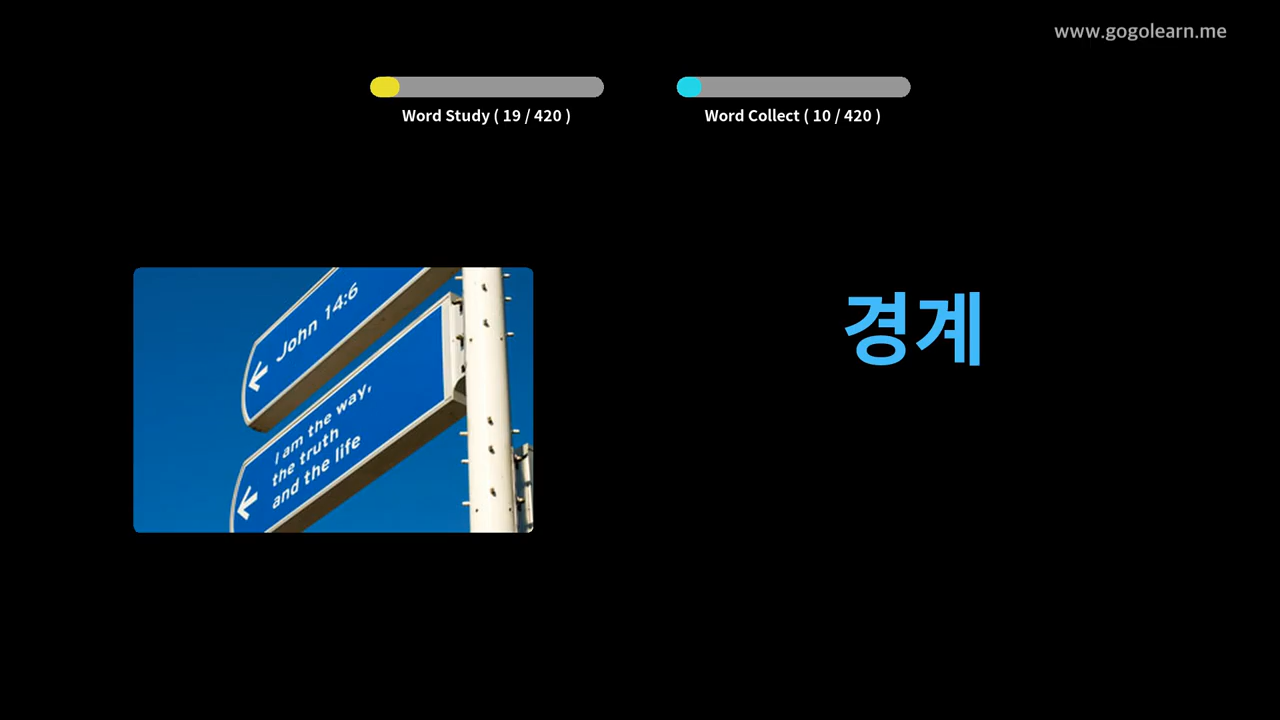 www.gogolearn.me
Word Study ( 19 / 420 )
Word Collect ( 10 / 420 )
John 14:6
I am the way,
the truth
and the life
경계